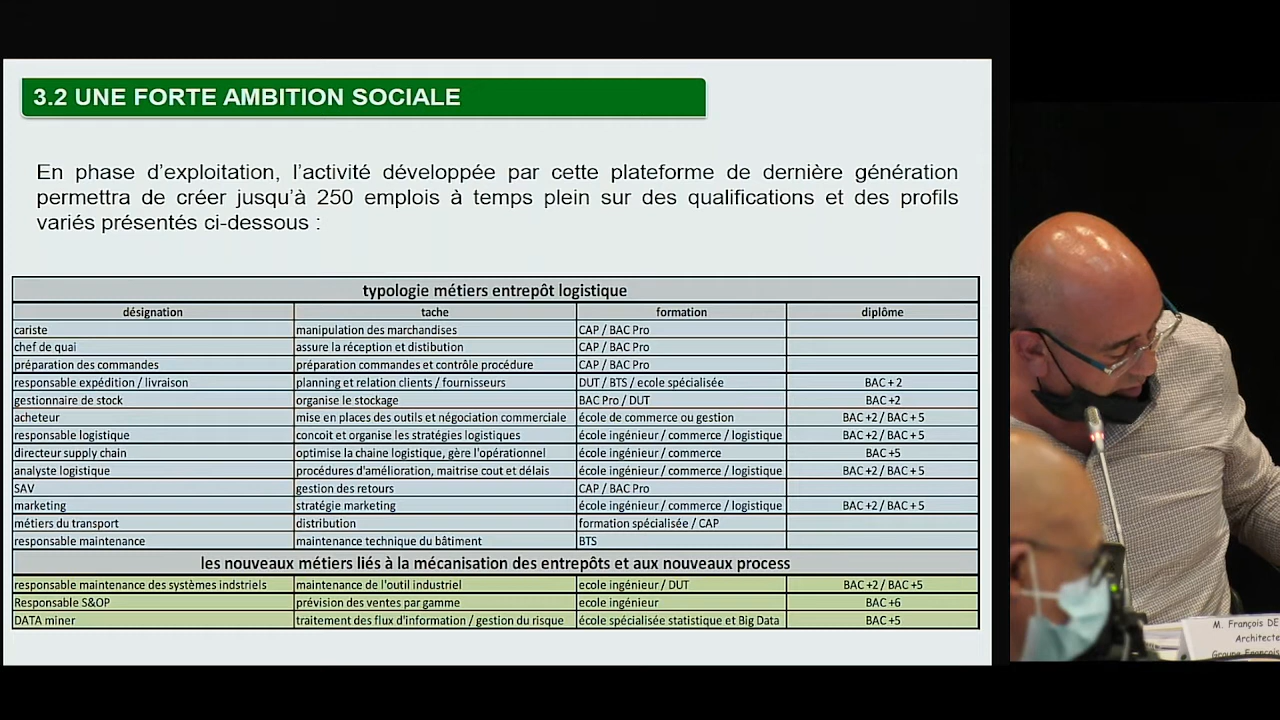 3.2 UNE FORTE AMBITION SOCIALE
En phase d'exploitation, l'activité développée par cette plateforme de dernière génération
permettra de créer jusqu'à 250 emplois à temps plein sur des qualifications et des profils
variés présentés ci-dessous :
typologie métiers entrepôt logistique
désignation tache formation diplôme
cariste manipulation des marchandises CAP / BAC Pro
chef de quai assure la réception et distibution CAP / BAC Pro
préparation des commandes préparation commandes et contrôle procédure CAP / BAC Pro
responsable expédition / livraison planning et relation clients / fournisseurs DUT / BTS / ecole spécialisée BAC + 2
gestionnaire de stock organise le stockage BAC Pro / DUT BAC +2
acheteur mise en places des outils et négociation commerciale école de commerce ou gestion BAC +2 / BAC + 5
responsable logistique concoit et organise les stratégies logistiques école ingénieur / commerce / logistique BAC +2 / BAC + 5
directeur supply chain optimise la chaine logistique, gère l'opérationnel école ingénieur / commerce BAC +5
analyste logistique procédures d'amélioration, maitrise cout et délais école ingénieur / commerce / logistique BAC +2 / BAC + 5
SAV gestion des retours CAP / BAC Pro
marketing stratégie marketing école ingénieur / commerce / logistique BAC +2 / BAC + 5
métiers du transport distribution formation spécialisée / CAP
responsable maintenance maintenance technique du bâtiment BTS
les nouveaux métiers liés à la mécanisation des entrepôts et aux nouveaux process
responsable maintenance des systèmes indstriels maintenance de l'outil industriel ecole ingénieur / DUT BAC +2 / BAC +5
Responsable S&OP prévision des ventes par gamme ecole ingénieur BAC +6
DATA miner traitement des flux d'information / gestion du risque école spécialisée statistique et Big Data BAC +5
M. François DE
Architecte
Groupe François